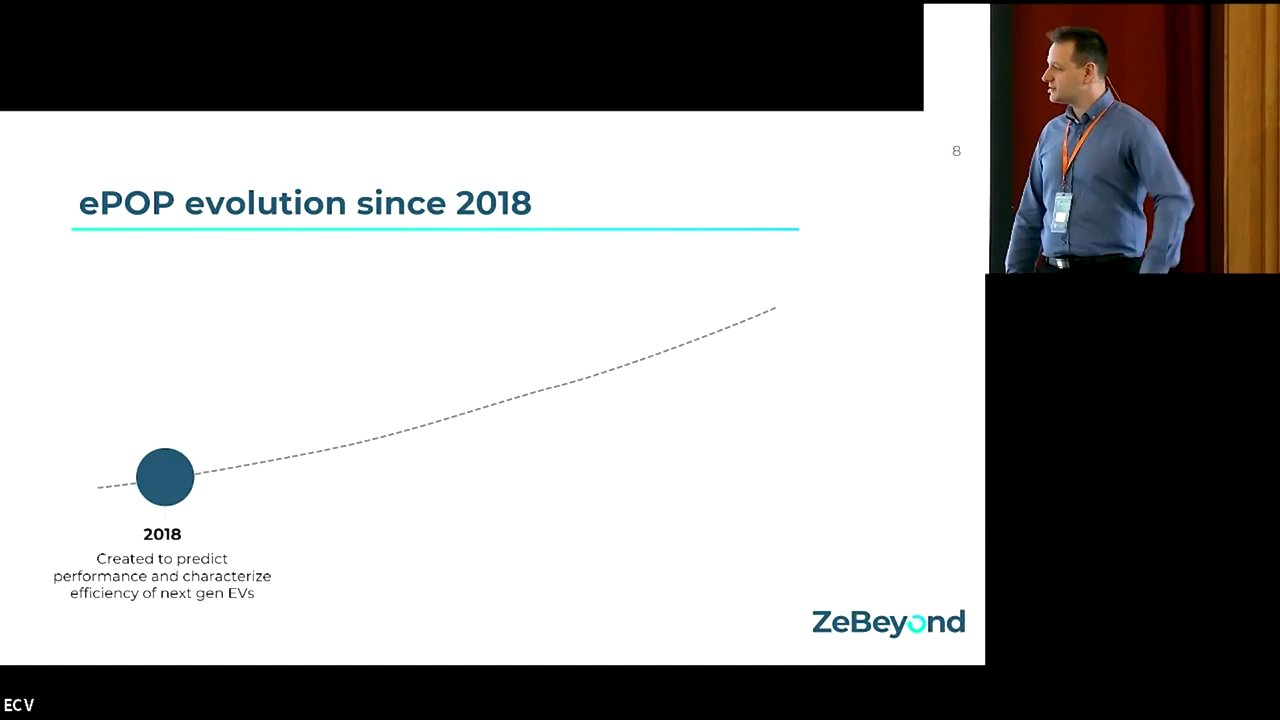 8
ePOP evolution since 2018
2018
Created to predict
performance and characterize
efficiency of next gen EVs
ZeBeyond
ECV